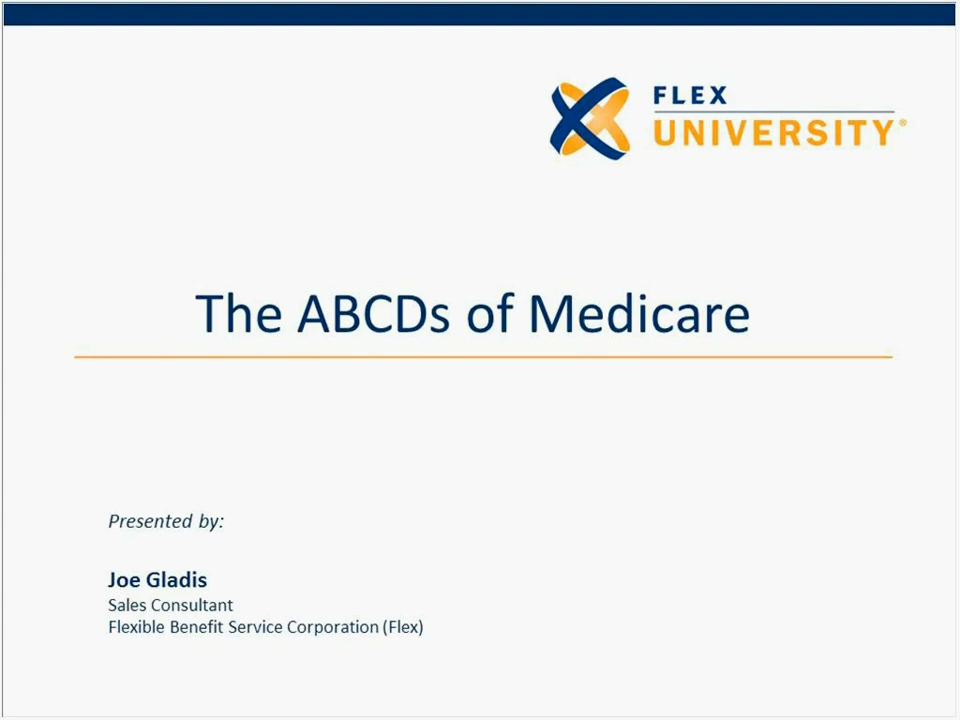 FLEX
UNIVERSITY®
The ABCDs of Medicare
Presented by:
Joe Gladis
Sales Consultant
Flexible Benefit Service Corporation (Flex)